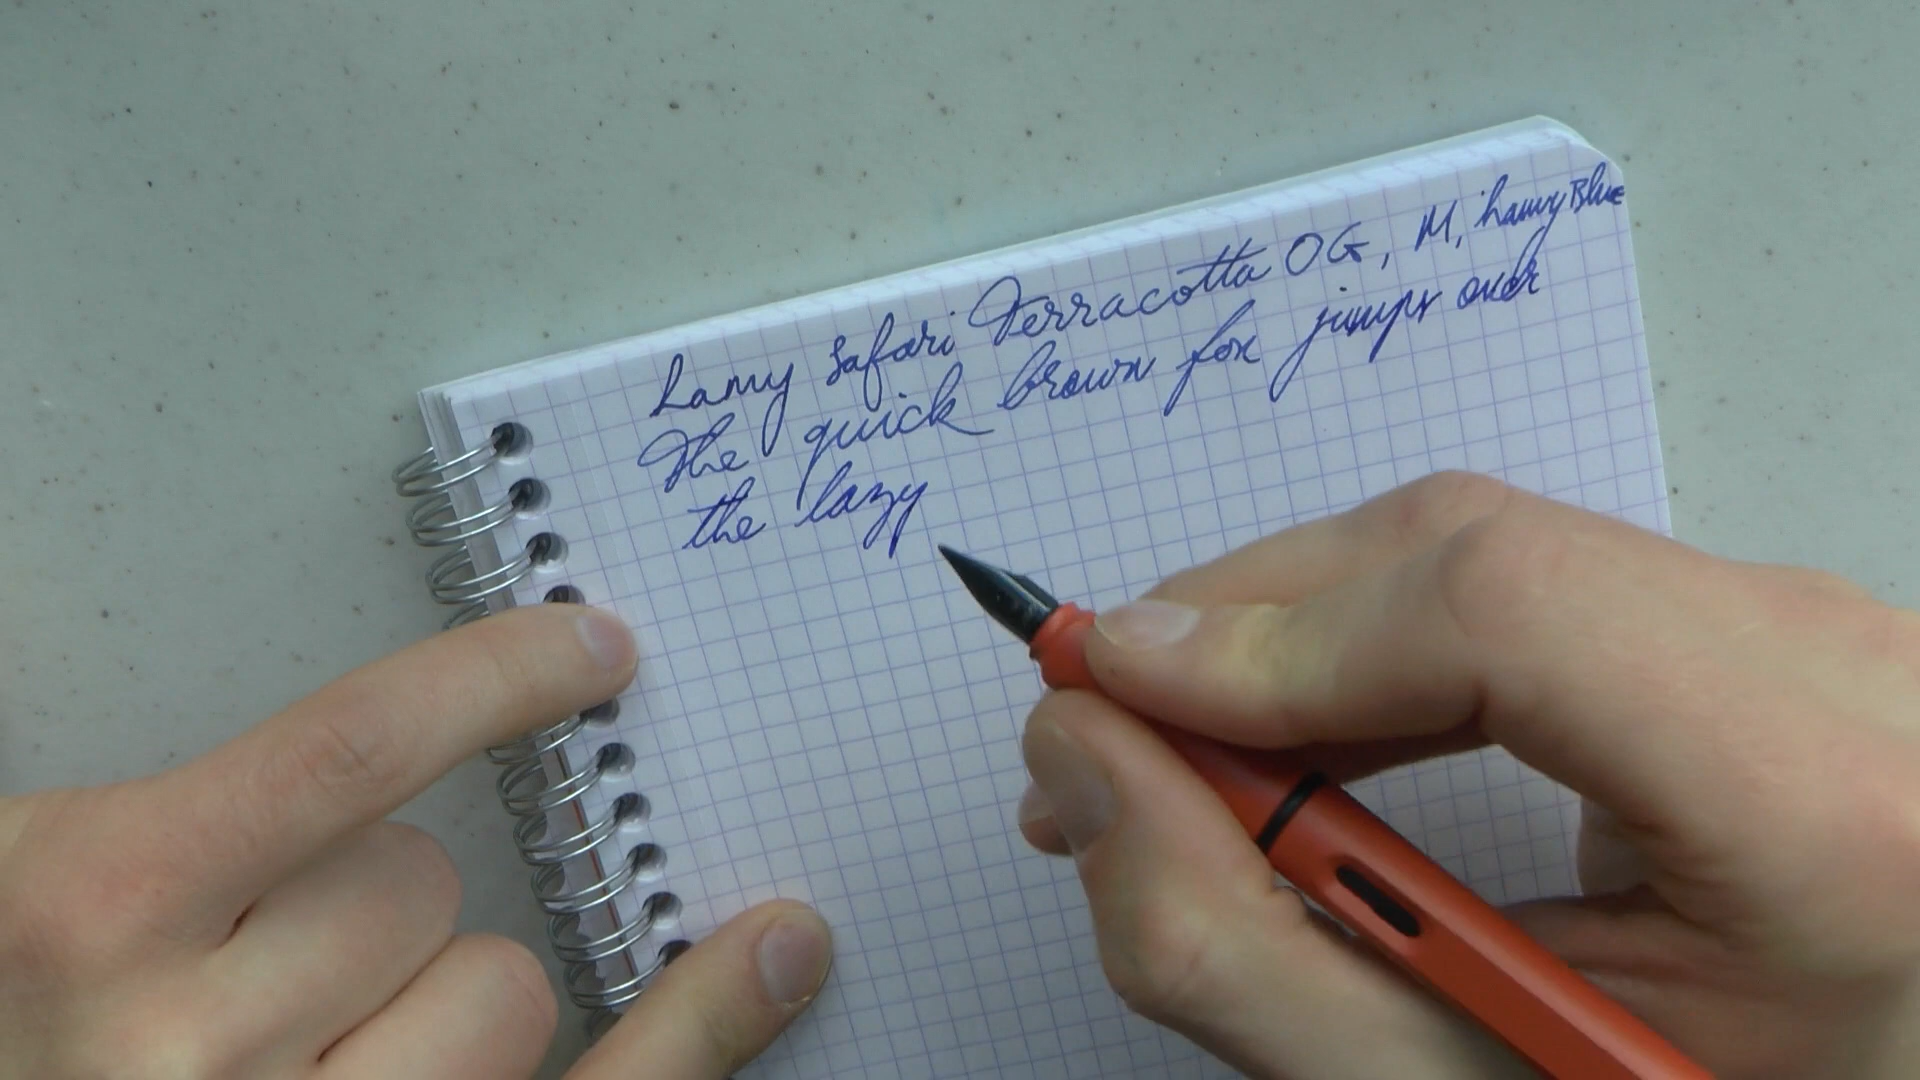 Lamy Safari Terracotta OG, M, Lamy Blue
The quick brown fox jumps over
the lazy